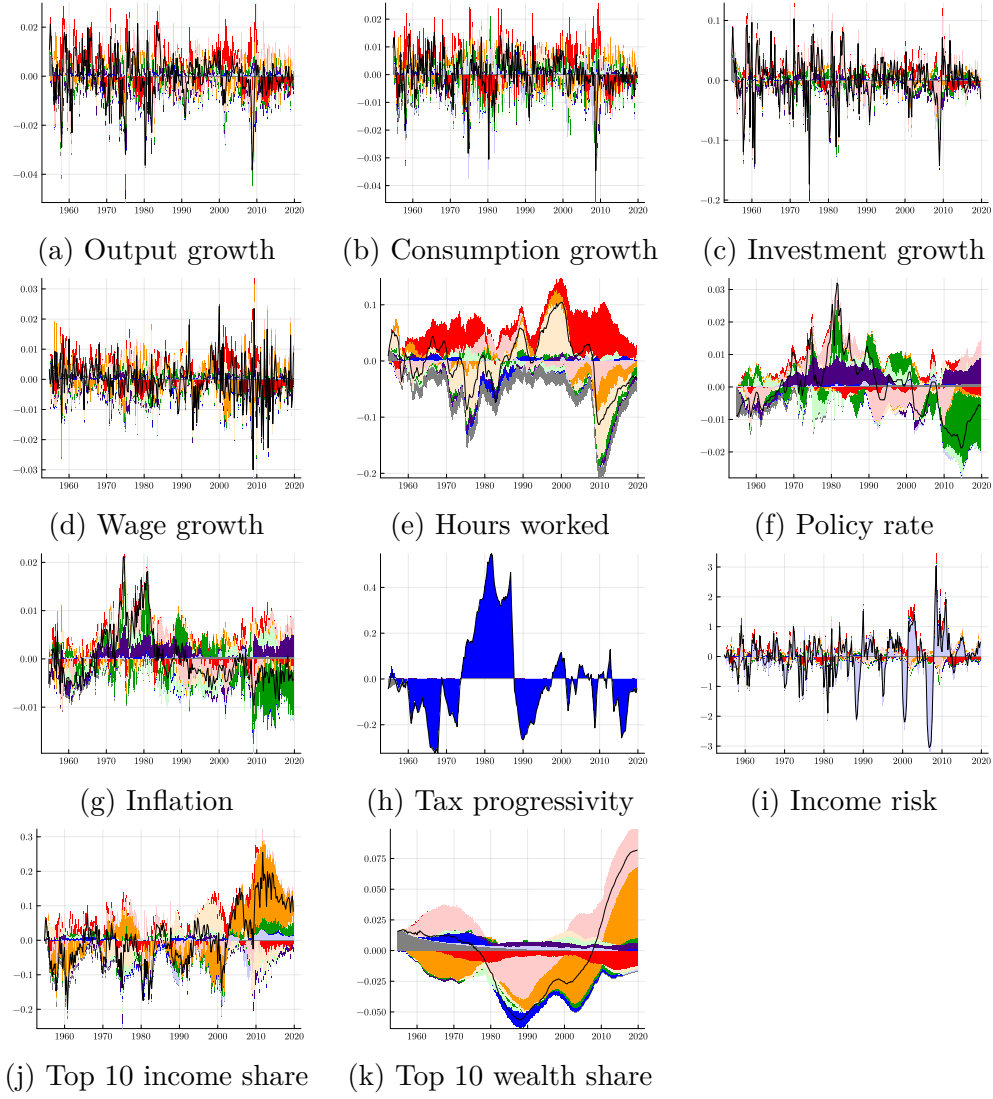 0.02
0.00
−0.02
−0.04
1960 1970 1980 1990 2000 2010 2020
(a) Output growth
0.02
0.01
0.00
−0.01
−0.02
−0.03
−0.04
1960 1970 1980 1990 2000 2010 2020
(b) Consumption growth
0.1
0.0
−0.1
−0.2
1960 1970 1980 1990 2000 2010 2020
(c) Investment growth
0.03
0.02
0.01
0.00
−0.01
−0.02
−0.03
1960 1970 1980 1990 2000 2010 2020
(d) Wage growth
0.1
0.0
−0.1
−0.2
1960 1970 1980 1990 2000 2010 2020
(e) Hours worked
0.03
0.02
0.01
0.00
−0.01
−0.02
1960 1970 1980 1990 2000 2010 2020
(f) Policy rate
0.02
0.01
0.00
−0.01
1960 1970 1980 1990 2000 2010 2020
(g) Inflation
0.4
0.2
0.0
−0.2
1960 1970 1980 1990 2000 2010 2020
(h) Tax progressivity
3
2
1
0
−1
−2
−3
1960 1970 1980 1990 2000 2010 2020
(i) Income risk
0.3
0.2
0.1
0.0
−0.1
−0.2
1960 1970 1980 1990 2000 2010 2020
(j) Top 10 income share
0.075
0.050
0.025
0.000
−0.025
−0.050
1960 1970 1980 1990 2000 2010 2020
(k) Top 10 wealth share